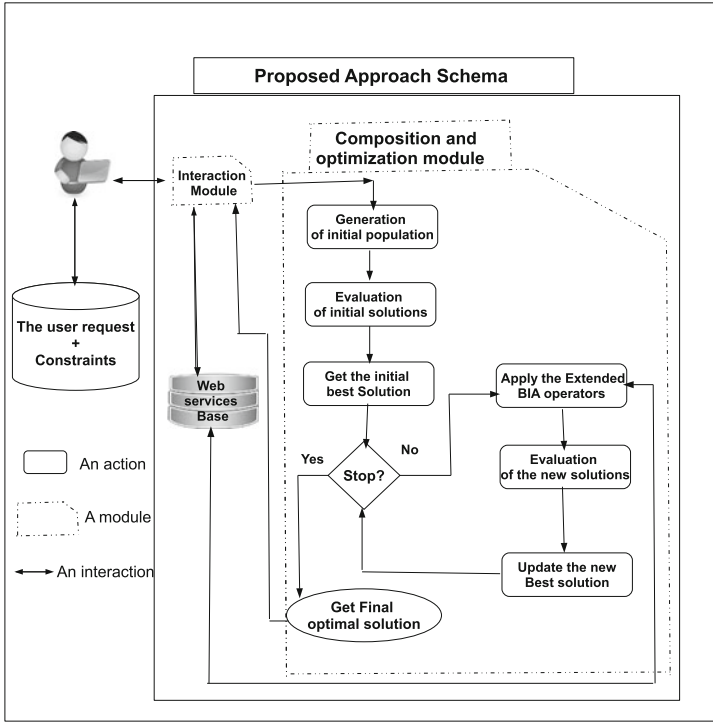 Proposed Approach Schema
Composition and
optimization module
Interaction
Module
Generation
of initial population
Evaluation
of initial solutions
The user request
+
Constraints
Get the initial
best Solution
Web
services
Base
Apply the Extended
BIA operators
Yes
No
Stop?
Evaluation
of the new solutions
An action
A module
An interaction
Update the new
Best solution
Get Final
optimal solution